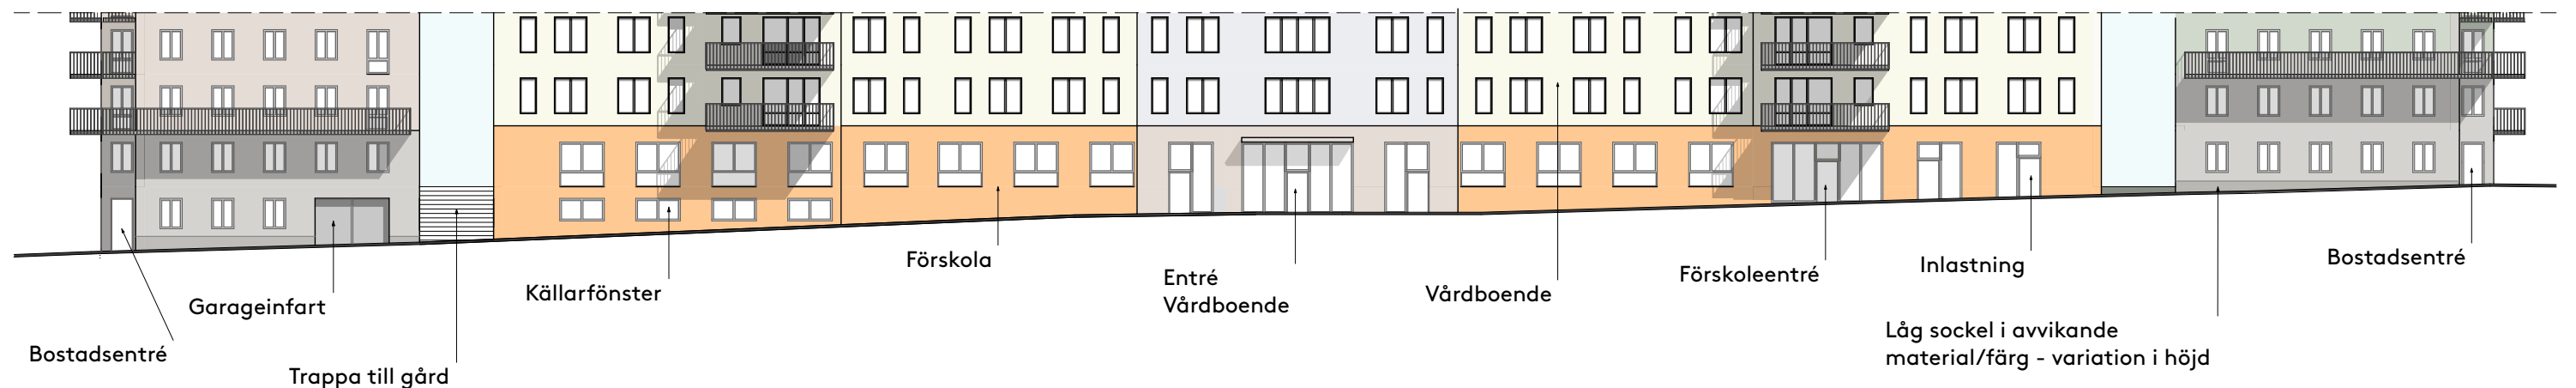 Bostadsentré
Garageinfart
Trappa till gård
Källarfönster
Förskola
Entré
Vårdboende
Vårdboende
Förskoleentré
Inlastning
Låg sockel i avvikande
material/färg - variation i höjd
Bostadsentré